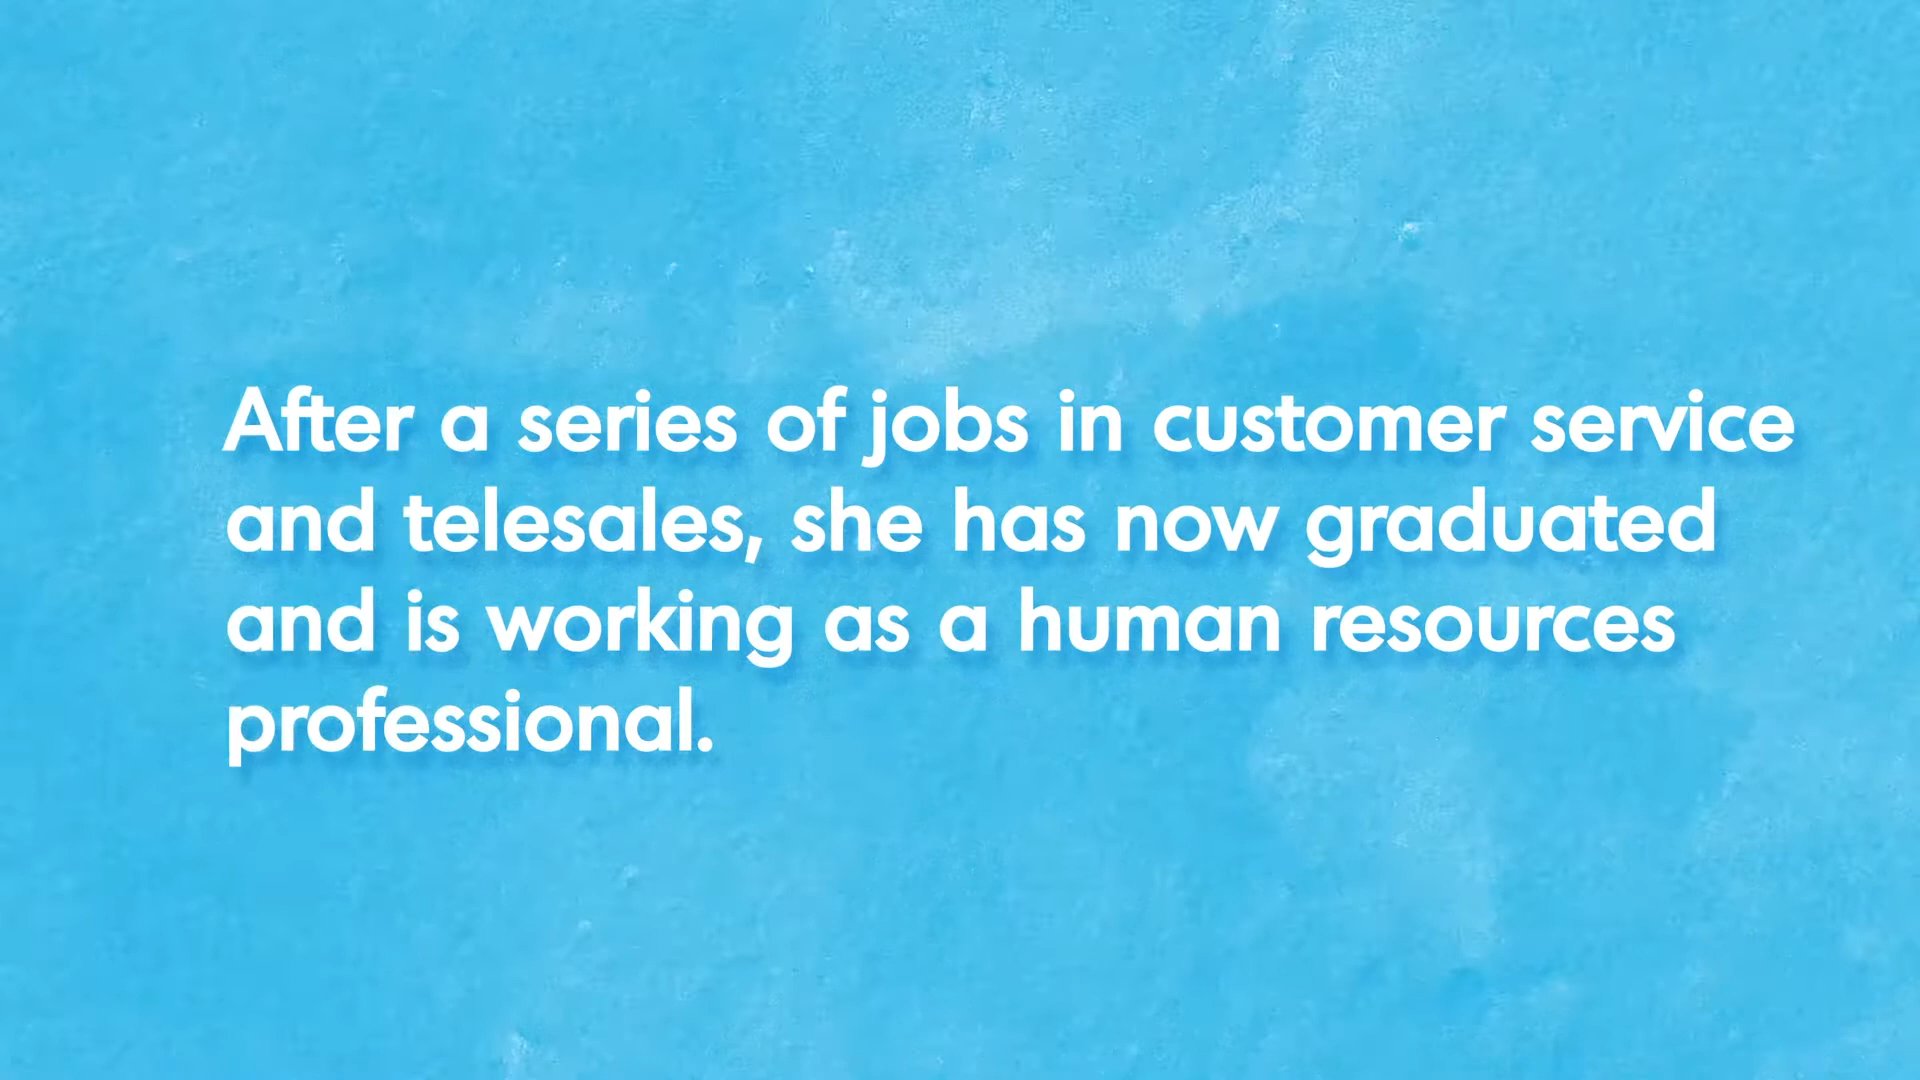 After a series of jobs in customer service
and telesales, she has now graduated
and is working as a human resources
professional.